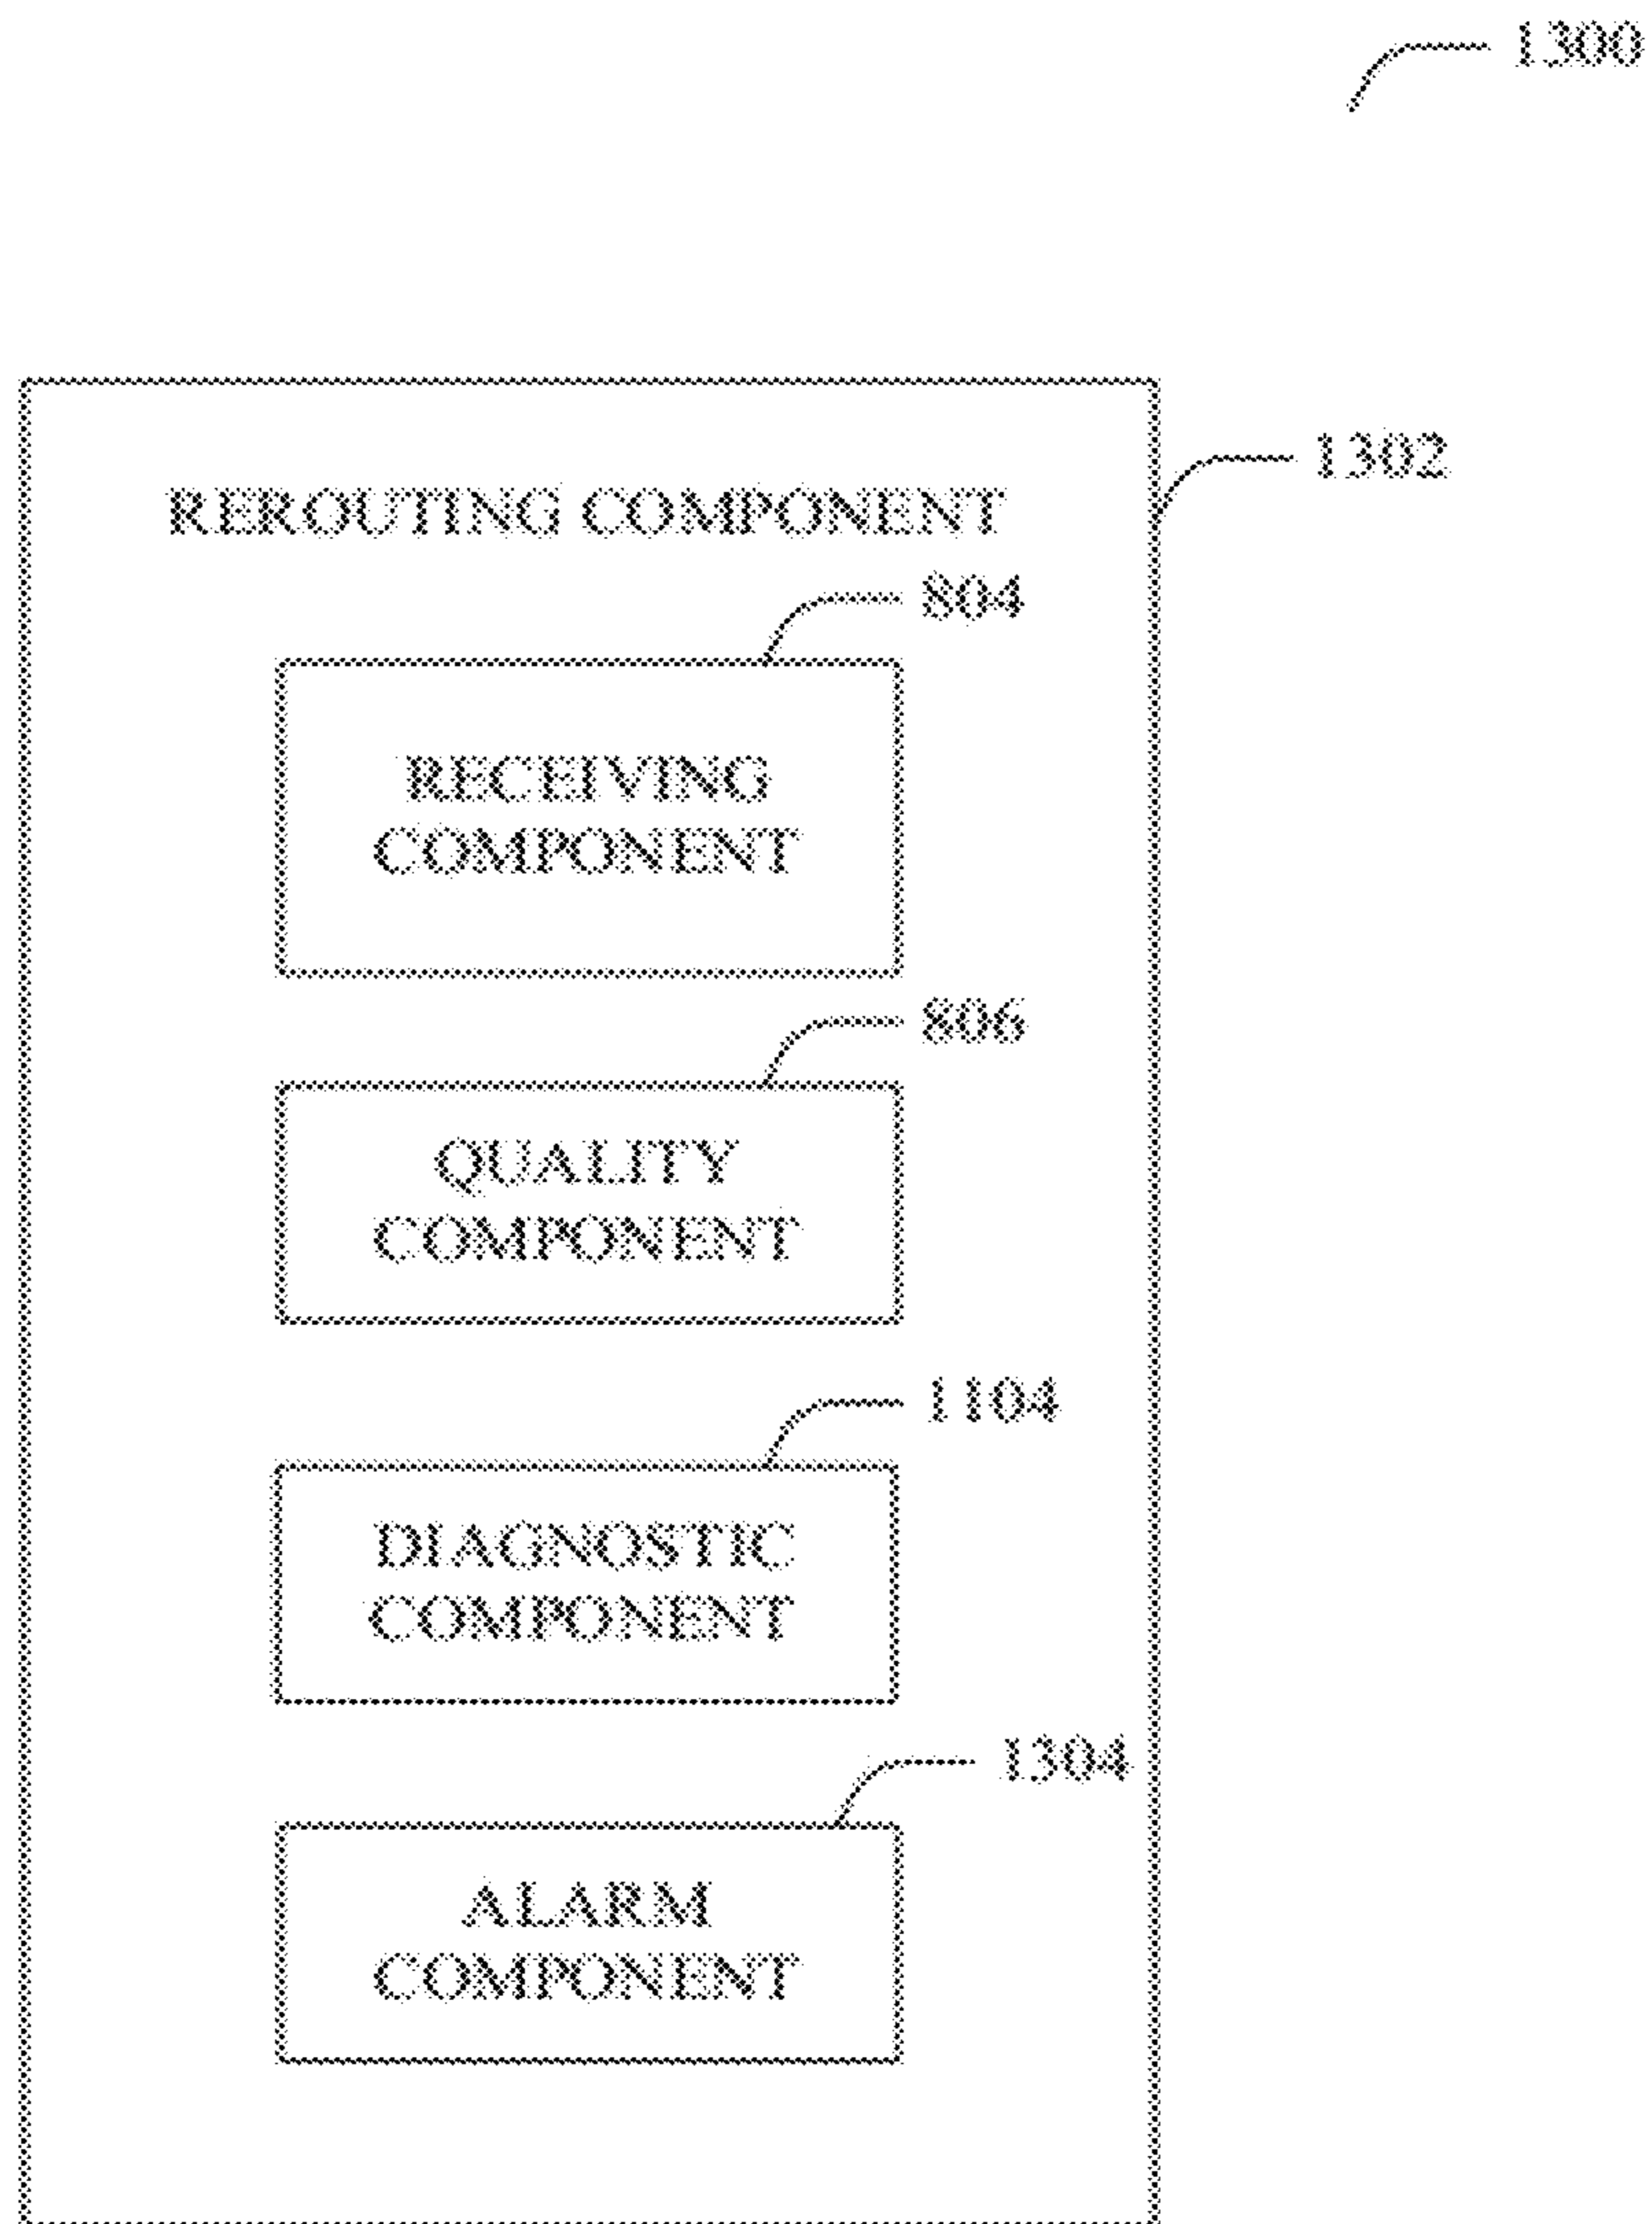 1300
1302
REROUTING COMPONENT
804
RECEIVING
COMPONENT
806
QUALITY
COMPONENT
1104
DIAGNOSTIC
COMPONENT
1304
ALARM
COMPONENT